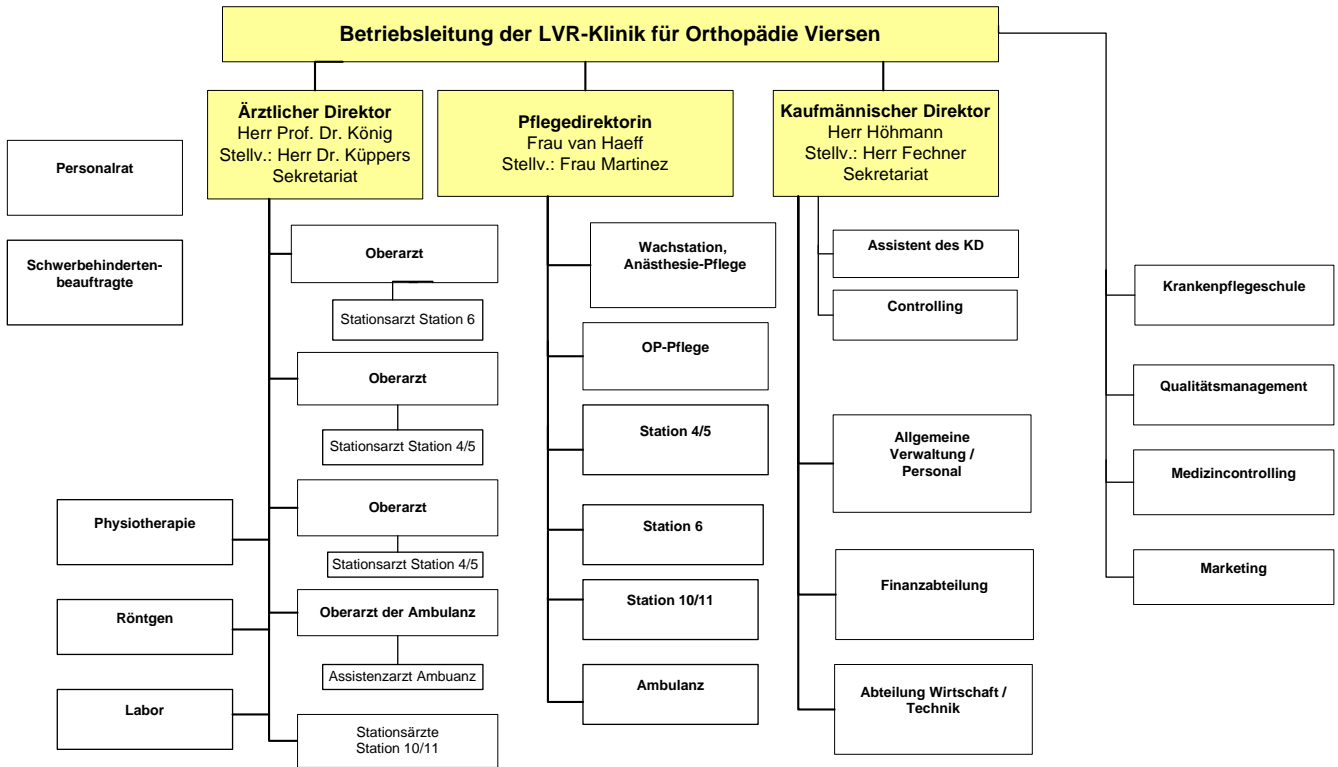 Betriebsleitung der LVR-Klinik für Orthopädie Viersen
Ärztlicher Direktor
Herr Prof. Dr. König
Stellv.: Herr Dr. Küppers
Sekretariat
Pflegedirektorin
Frau van Haeff
Stellv.: Frau Martinez
Kaufmännischer Direktor
Herr Höhmann
Stellv.: Herr Fechner
Sekretariat
Personalrat
Schwerbehinderten-
beauftragte
Oberarzt
Stationsarzt Station 6
Oberarzt
Stationsarzt Station 4/5
Oberarzt
Stationsarzt Station 4/5
Oberarzt der Ambulanz
Assistenzarzt Ambuanz
Stationsärzte
Station 10/11
Physiotherapie
Röntgen
Labor
Wachstation,
Anästhesie-Pflege
OP-Pflege
Station 4/5
Station 6
Station 10/11
Ambulanz
Assistent des KD
Controlling
Allgemeine
Verwaltung /
Personal
Finanzabteilung
Abteilung Wirtschaft /
Technik
Krankenpflegeschule
Qualitätsmanagement
Medizincontrolling
Marketing